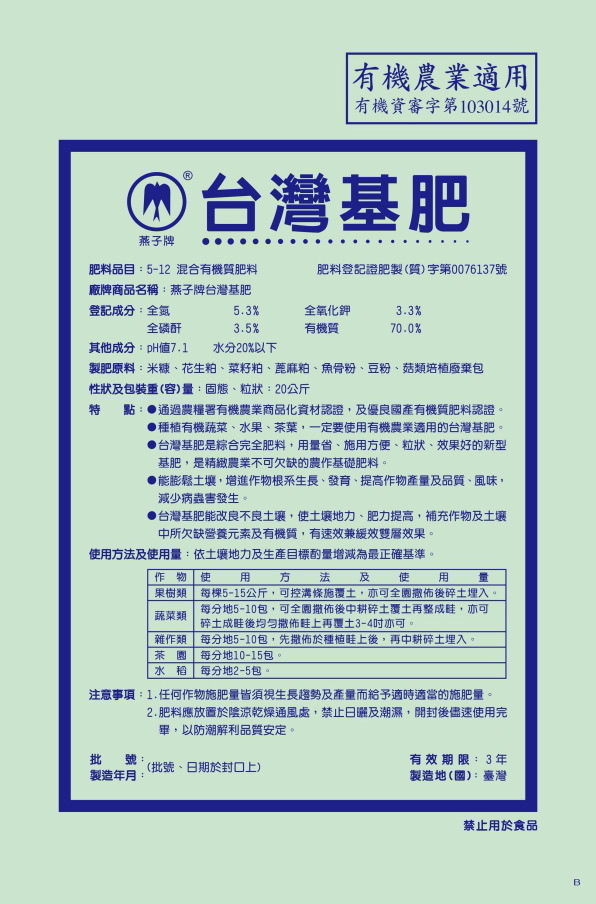 有機農業適用
有機資審字第103014號
®
台灣基肥
燕子牌
肥料品目：5-12 混合有機質肥料 肥料登記證肥製(質)字第0076137號
廠牌商品名稱：燕子牌台灣基肥
登記成分：全氮 5.3% 全氧化鉀 3.3%
全磷酐 3.5% 有機質 70.0%
其他成分：pH值7.1 水分20%以下
製肥原料：米糠、花生粕、菜籽粕、蓖麻粕、魚骨粉、豆粉、菇類培植廢棄包
性狀及包裝重(容)量：固態、粒狀：20公斤
特 點：●通過農糧署有機農業商品化資材認證，及優良國產有機質肥料認證。
●種植有機蔬菜、水果、茶葉，一定要使用有機農業適用的台灣基肥。
●台灣基肥是綜合完全肥料，用量省、施用方便、粒狀、效果好的新型
基肥，是精緻農業不可欠缺的農作基礎肥料。
●能膨鬆土壤，增進作物根系生長、發育、提高作物產量及品質、風味，
減少病蟲害發生。
●台灣基肥能改良不良土壤，使土壤地力、肥力提高，補充作物及土壤
中所欠缺營養元素及有機質，有速效兼緩效雙層效果。
使用方法及使用量：依土壤地力及生產目標酌量增減為最正確基準。
作 物 使 用 方 法 及 使 用 量
果樹類 每棵5-15公斤，可控溝條施覆土，亦可全園撒佈後碎土埋入。
蔬菜類 每分地5-10包，可全園撒佈後中耕碎土覆土再整成畦，亦可
碎土成畦後均勻撒佈畦上再覆土3-4吋亦可。
雜作類 每分地5-10包，先撒佈於種植畦上後，再中耕碎土埋入。
茶 園 每分地10-15包。
水 稻 每分地2-5包。
注意事項：1.任何作物施肥量皆須視生長趨勢及產量而給予適時適當的施肥量。
2.肥料應放置於陰涼乾燥通風處，禁止日曬及潮濕，開封後儘速使用完
畢，以防潮解利品質安定。
批 號： 有效期限：3年
(批號、日期於封口上)
製造年月： 製造地(國)：臺灣
禁止用於食品
B